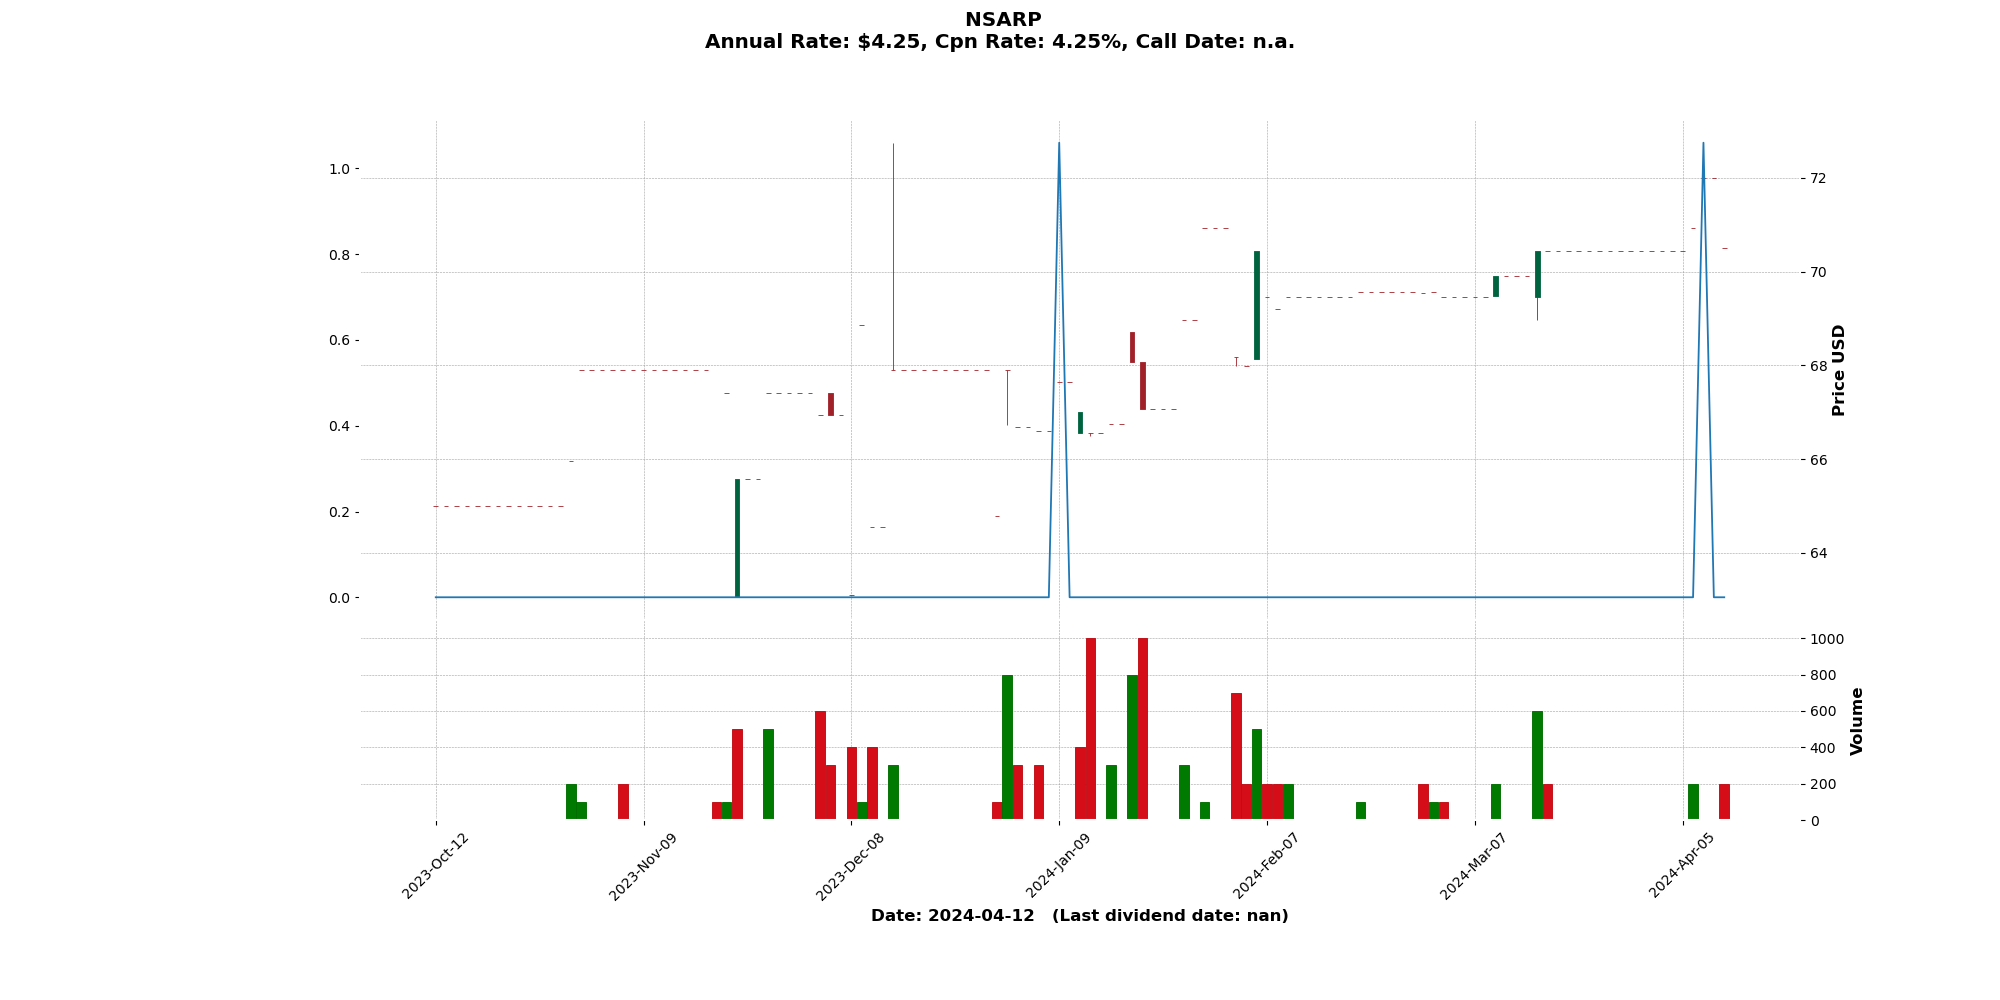 NSARP
Annual Rate: $4.25, Cpn Rate: 4.25%, Call Date: n.a.
1.0
0.8
0.6
0.4
0.2
0.0
72
70
68
66
64
Price USD
1000
800
600
400
200
0
Volume
2023-Oct-12
2023-Nov-09
2023-Dec-08
2024-Jan-09
2024-Feb-07
2024-Mar-07
2024-Apr-05
Date: 2024-04-12   (Last dividend date: nan)